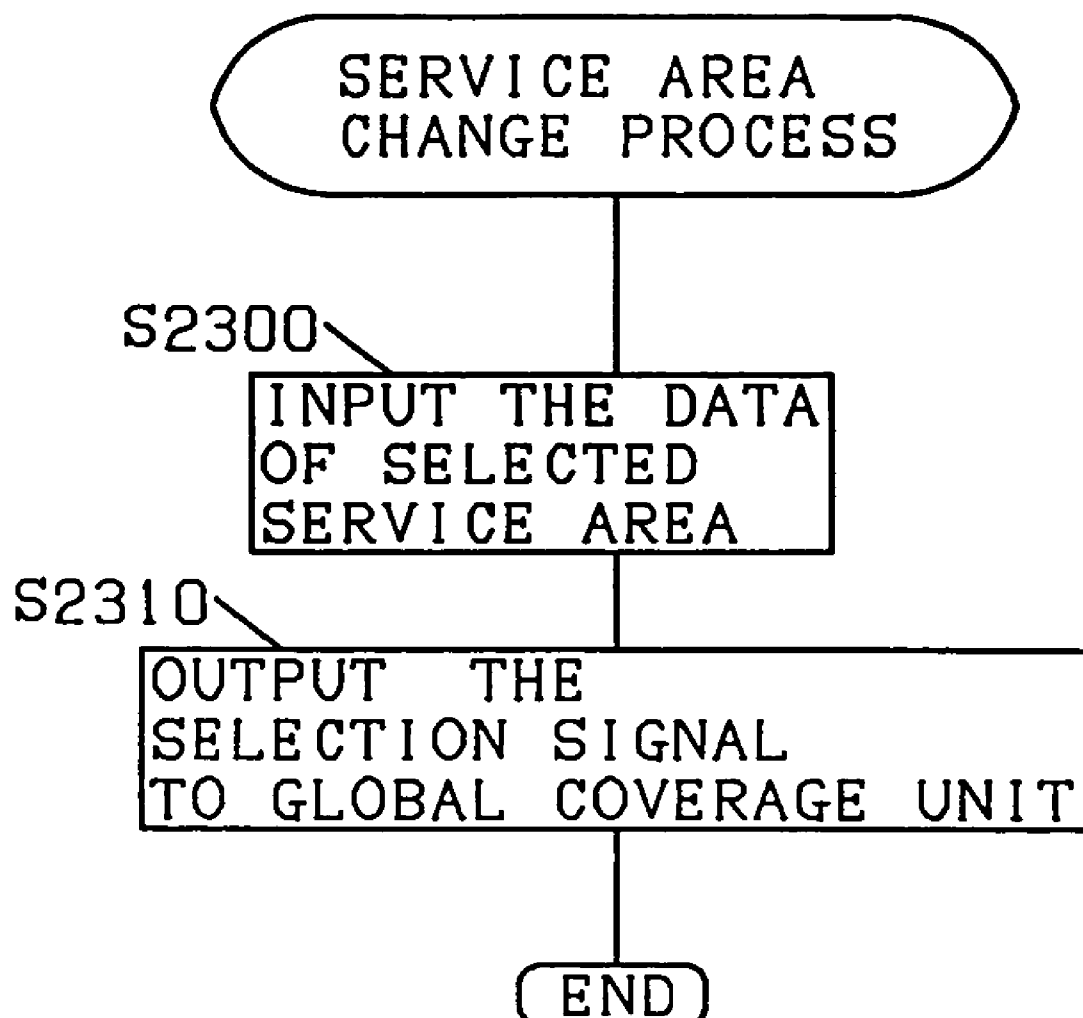 SERVICE AREA
CHANGE PROCESS
S2300
INPUT THE DATA
OF SELECTED
SERVICE AREA
S2310
OUTPUT THE
SELECTION SIGNAL
TO GLOBAL COVERAGE UNIT
END